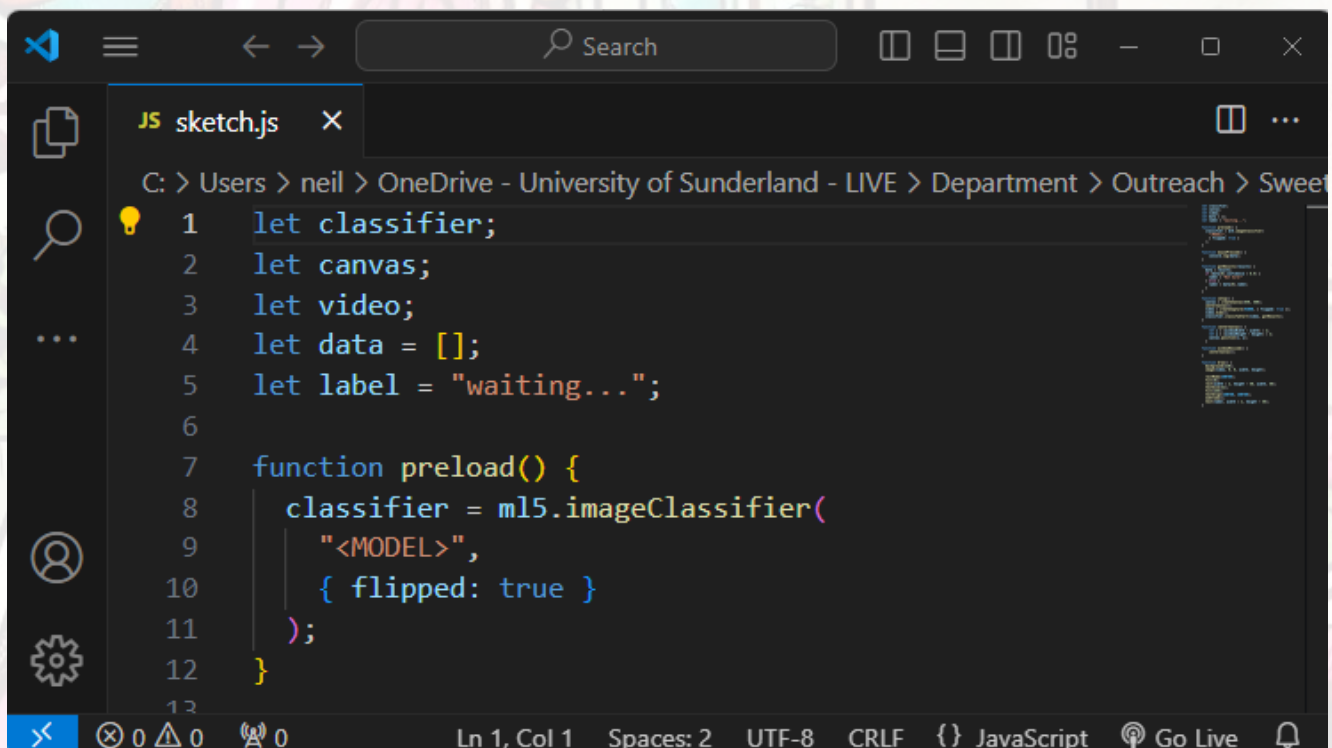 Search
JS sketch.js
C: > Users > neil > OneDrive - University of Sunderland - LIVE > Department > Outreach > Sweet
1 let classifier;
2 let canvas;
3 let video;
4 let data = [];
5 let label = "waiting...";
6
7 function preload() {
8 classifier = ml5.imageClassifier(
9 "<MODEL>",
10 { flipped: true }
11 );
12 }
13
0 0 0 Ln 1, Col 1 Spaces: 2 UTF-8 CRLF {} JavaScript Go Live